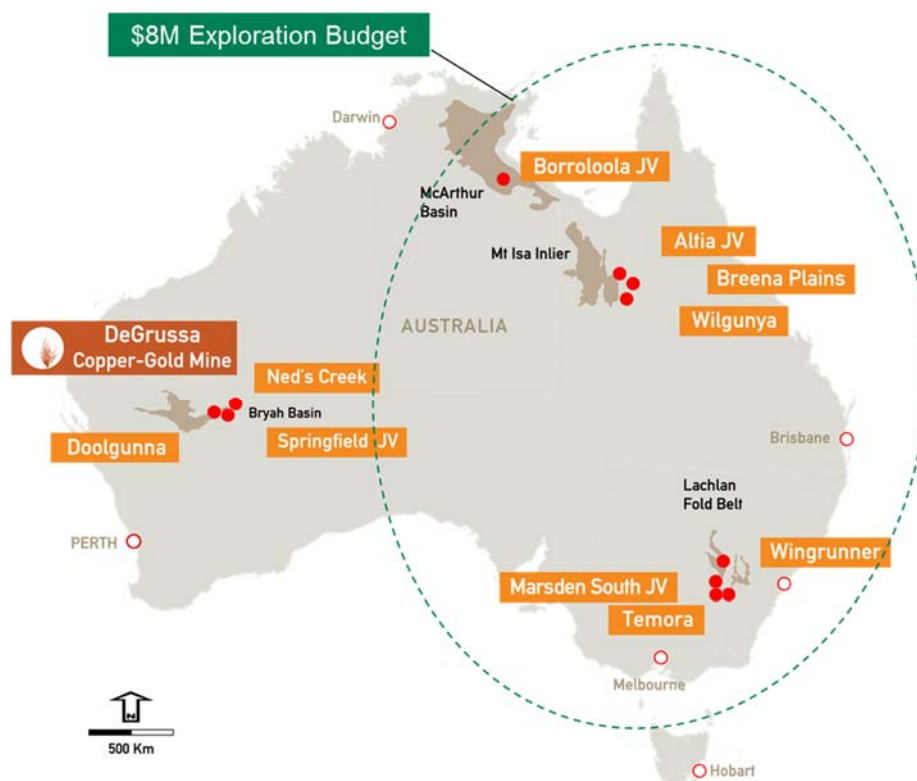 $8M Exploration Budget
Darwin
Borroloola JV
McArthur
Basin
Altia JV
Mt Isa Inlier
Breena Plains
AUSTRALIA
Wilgunya
DeGrussa
Copper-Gold Mine
Ned's Creek
Bryah Basin
Doolgunna
Springfield JV
Brisbane
Lachlan
Fold Belt
PERTH
Wingrunner
Marsden South JV
Temora
Melbourne
N
500 Km
Hobart